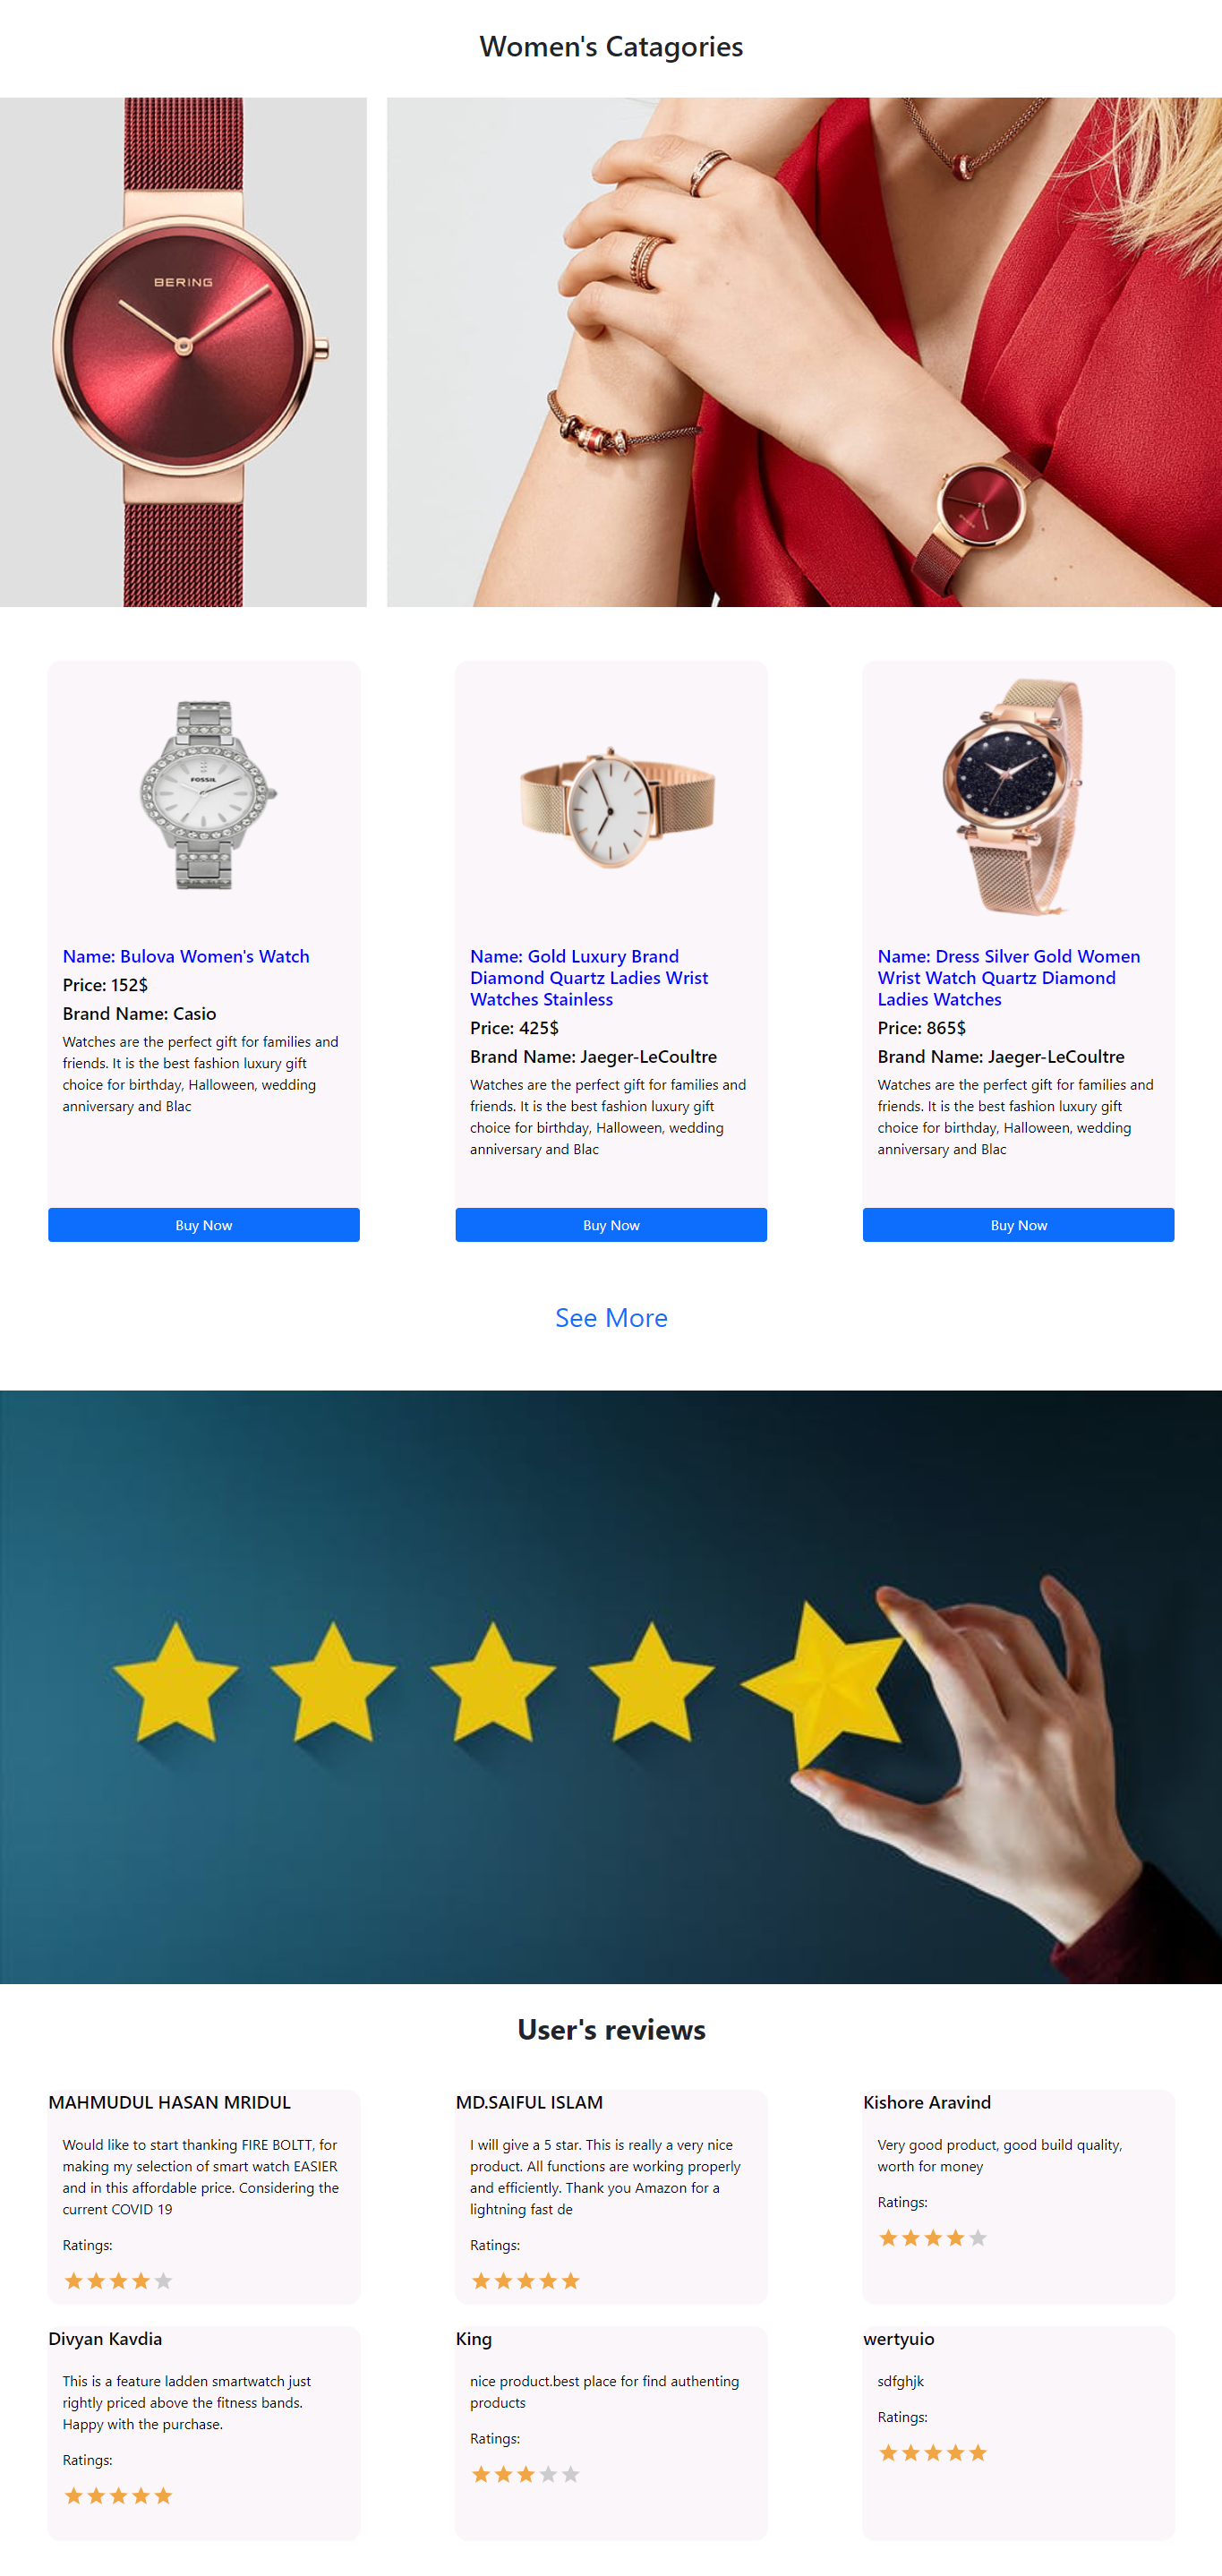 Women's Catagories
BERING
FOSSIL
Name: Bulova Women's Watch
Price: 152$
Brand Name: Casio
Watches are the perfect gift for families and
friends. It is the best fashion luxury gift
choice for birthday, Halloween, wedding
anniversary and Blac
Buy Now
Name: Gold Luxury Brand
Diamond Quartz Ladies Wrist
Watches Stainless
Price: 425$
Brand Name: Jaeger-LeCoultre
Watches are the perfect gift for families and
friends. It is the best fashion luxury gift
choice for birthday, Halloween, wedding
anniversary and Blac
Buy Now
Name: Dress Silver Gold Women
Wrist Watch Quartz Diamond
Ladies Watches
Price: 865$
Brand Name: Jaeger-LeCoultre
Watches are the perfect gift for families and
friends. It is the best fashion luxury gift
choice for birthday, Halloween, wedding
anniversary and Blac
Buy Now
See More
User's reviews
MAHMUDUL HASAN MRIDUL
Would like to start thanking FIRE BOLTT, for
making my selection of smart watch EASIER
and in this affordable price. Considering the
current COVID 19
Ratings:
MD.SAIFUL ISLAM
I will give a 5 star. This is really a very nice
product. All functions are working properly
and efficiently. Thank you Amazon for a
lightning fast de
Ratings:
Kishore Aravind
Very good product, good build quality,
worth for money
Ratings:
Divyan Kavdia
This is a feature ladden smartwatch just
rightly priced above the fitness bands.
Happy with the purchase.
Ratings:
King
nice product.best place for find authenting
products
Ratings:
wertyuio
sdfghjk
Ratings: